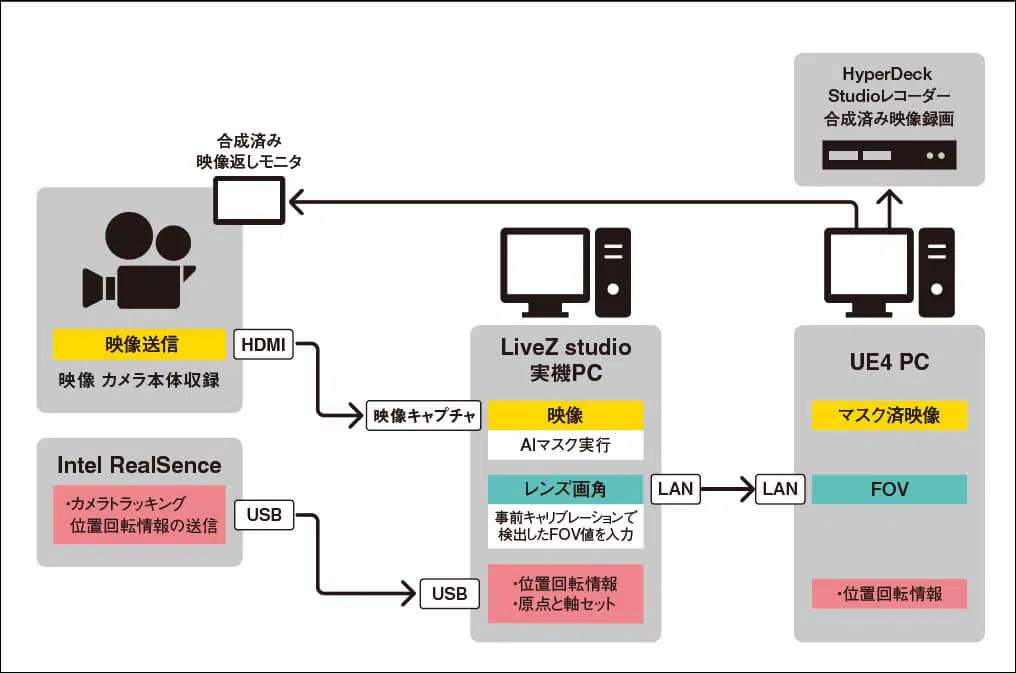 HyperDeck
Studioレコーダー
合成済み映像録画
合成済み
映像返しモニタ
映像送信
HDMI
映像 カメラ本体収録
Intel RealSence
・カメラトラッキング
位置回転情報の送信
USB
LiveZ studio
実機PC
映像キャプチャ
映像
AIマスク実行
レンズ画角
事前キャリブレーションで
検出したFOV値を入力
USB
・位置回転情報
・原点と軸セット
LAN
LAN
UE4 PC
マスク済映像
FOV
・位置回転情報